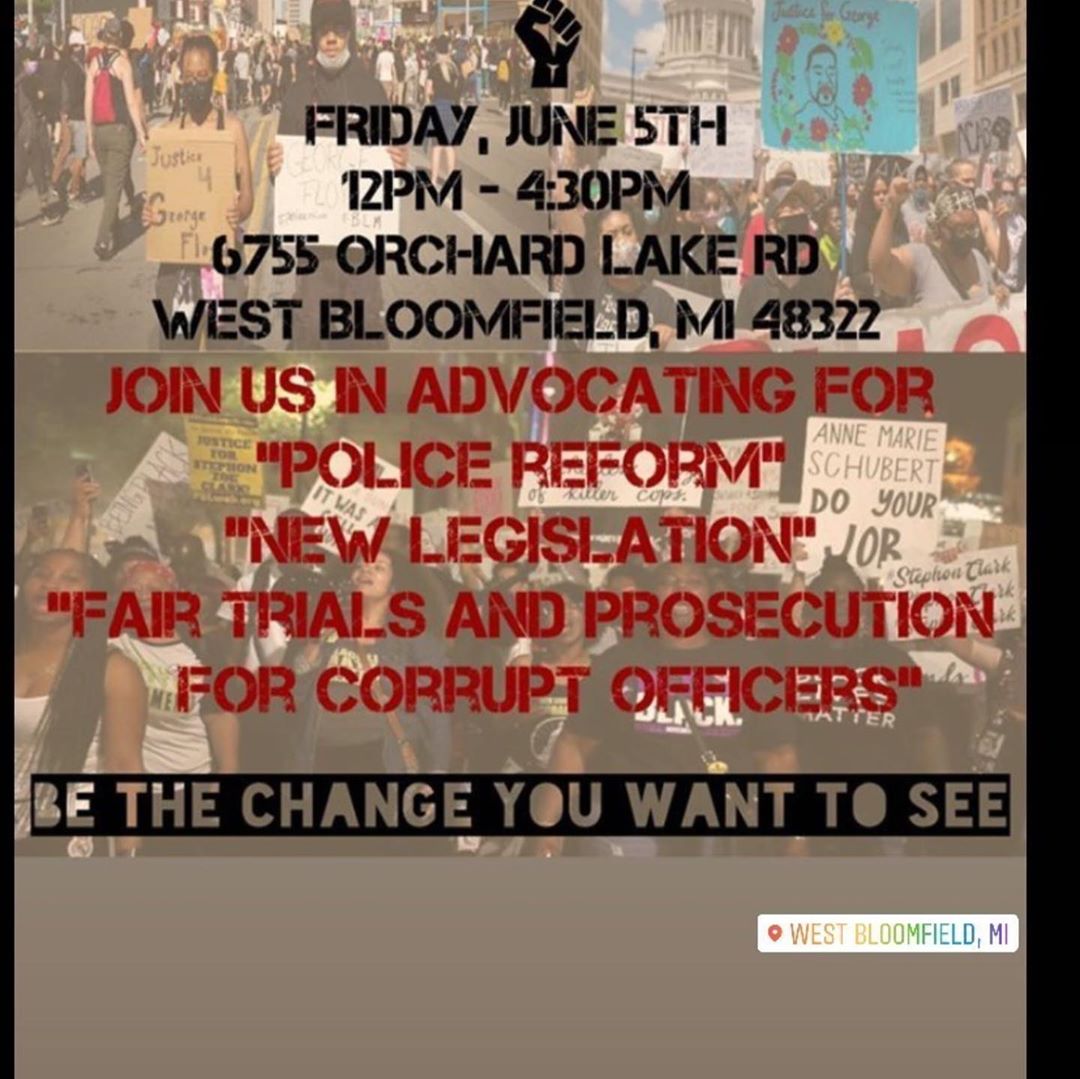 Justice for George
FRIDAY, JUNE 5TH
12PM - 4:30PM
Justice
4
George
6755 ORCHARD LAKE RD
WEST BLOOMFIELD, MI 48322
JOIN US IN ADVOCATING FOR
"POLICE REFORM"
"NEW LEGISLATION"
"FAIR TRIALS AND PROSECUTION
FOR CORRUPT OFFICERS"
JUSTICE
FOR
STEPHON
CLARK
IT WAS A
of killer cops.
ANNE MARIE
SCHUBERT
DO YOUR
JOB
Stephon Clark
BLACK.
MATTER
BE THE CHANGE YOU WANT TO SEE
WEST BLOOMFIELD, MI